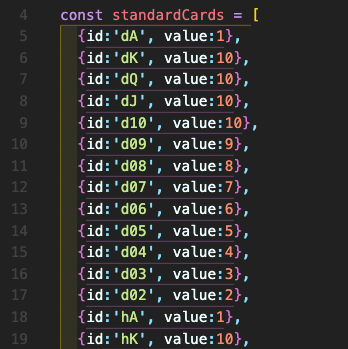 4 const standardCards = [
5 {id:'dA', value:1},
6 {id:'dK', value:10},
7 {id:'dQ', value:10},
8 {id:'dJ', value:10},
9 {id:'d10', value:10},
10 {id:'d09', value:9},
11 {id:'d08', value:8},
12 {id:'d07', value:7},
13 {id:'d06', value:6},
14 {id:'d05', value:5},
15 {id:'d04', value:4},
16 {id:'d03', value:3},
17 {id:'d02', value:2},
18 {id:'hA', value:1},
19 {id:'hK', value:10},